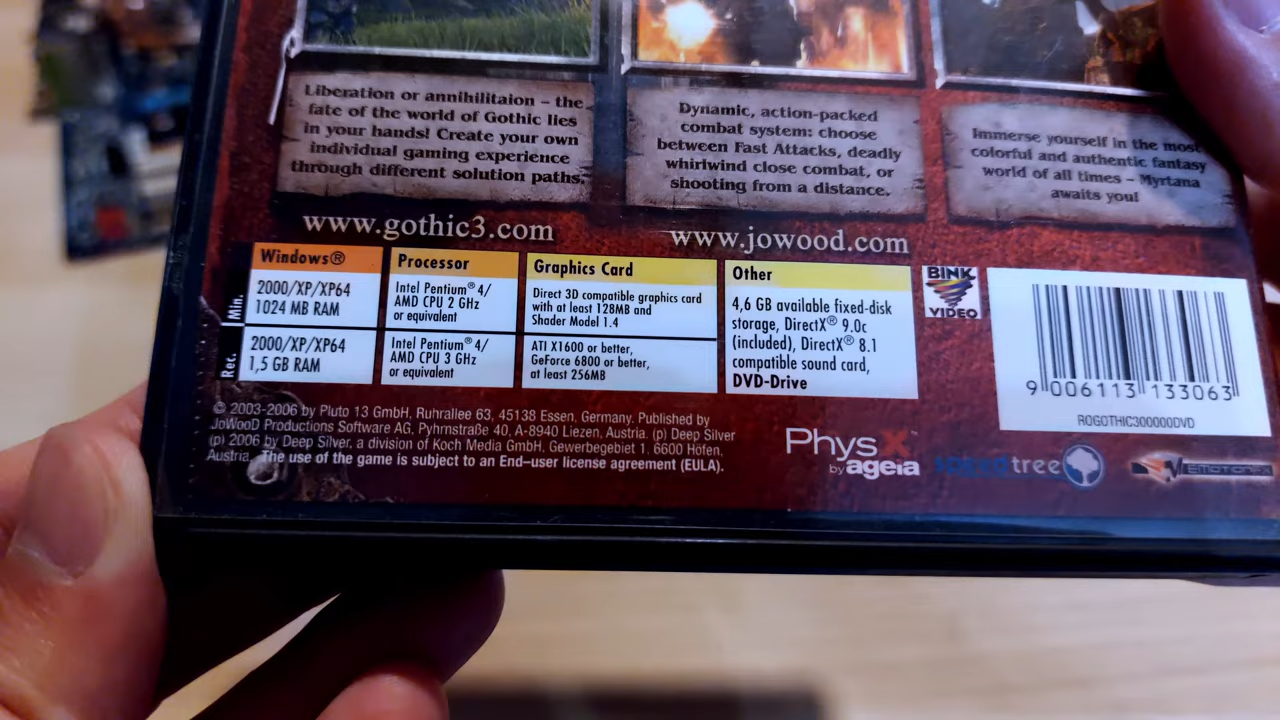 Liberation or annihilitaion – the
fate of the world of Gothic lies
in your hands! Create your own
individual gaming experience
through different solution paths.
Dynamic, action-packed
combat system: choose
between Fast Attacks, deadly
whirlwind close combat, or
shooting from a distance.
Immerse yourself in the most
colorful and authentic fantasy
world of all times – Myrtana
awaits you!
www.gothic3.com
www.jowood.com
Windows®
Processor
Graphics Card
Other
Min.
2000/XP/XP64
1024 MB RAM
Intel Pentium® 4/
AMD CPU 2 GHz
or equivalent
Direct 3D compatible graphics card
with at least 128MB and
Shader Model 1.4
Rec.
2000/XP/XP64
1,5 GB RAM
Intel Pentium® 4/
AMD CPU 3 GHz
or equivalent
ATI X1600 or better,
GeForce 6800 or better,
at least 256MB
4,6 GB available fixed-disk
storage, DirectX® 9.0c
(included), DirectX® 8.1
compatible sound card,
DVD-Drive
BINK
VIDEO
9 006113 133063
ROGOTHIC300000DVD
© 2003-2006 by Pluto 13 GmbH, Ruhrallee 63, 45138 Essen, Germany. Published by
JoWooD Productions Software AG, Pyhrnstraße 40, A-8940 Liezen, Austria. (p) Deep Silver
(p) 2006 by Deep Silver, a division of Koch Media GmbH, Gewerbegebiet 1, 6600 Höfen,
Austria. The use of the game is subject to an End–user license agreement (EULA).
PhysX
by ageia
speedtree
EMOTIONFX